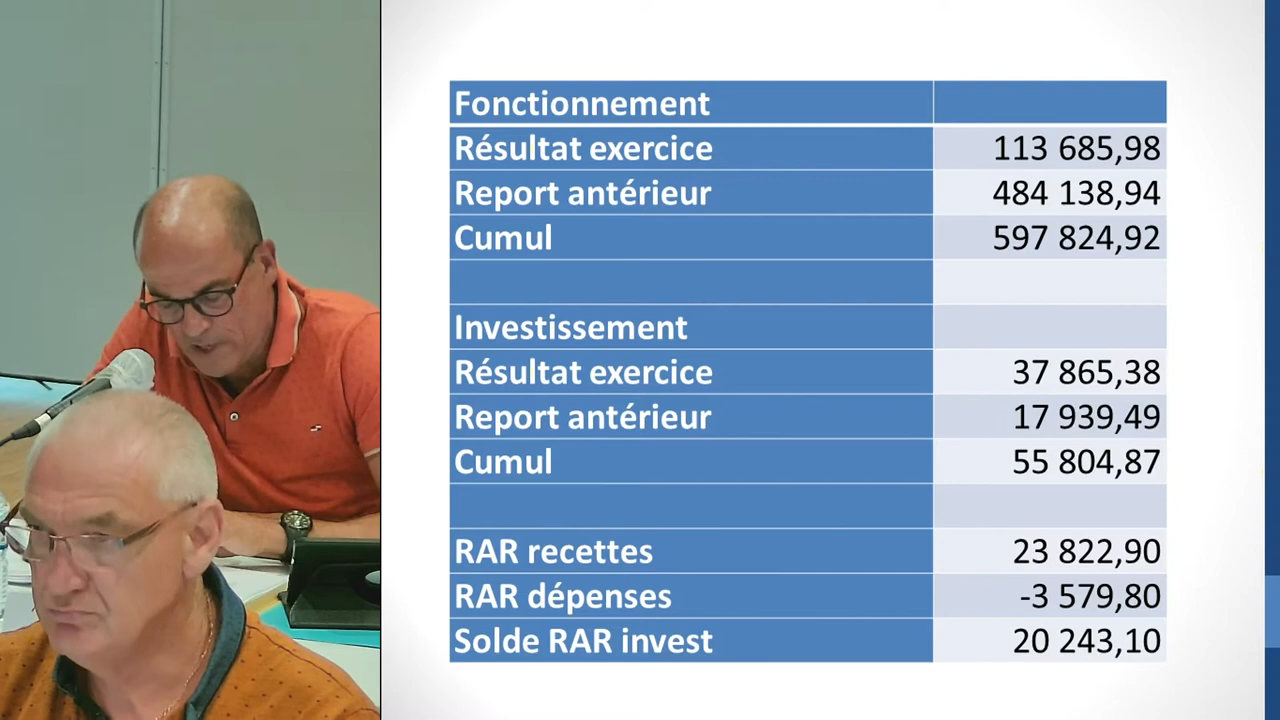 Fonctionnement
Résultat exercice 113 685,98
Report antérieur 484 138,94
Cumul 597 824,92
Investissement
Résultat exercice 37 865,38
Report antérieur 17 939,49
Cumul 55 804,87
RAR recettes 23 822,90
RAR dépenses -3 579,80
Solde RAR invest 20 243,10